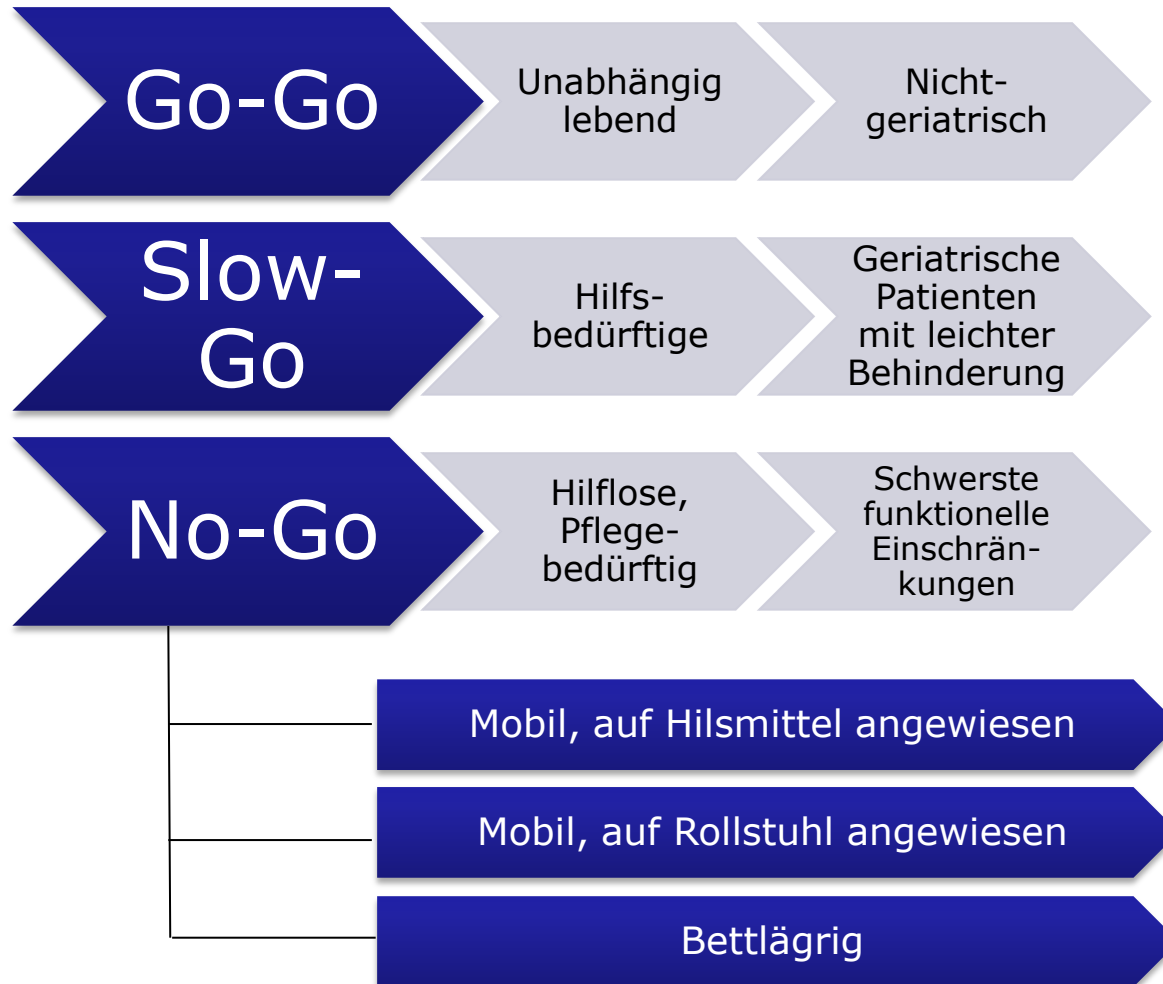 Go-Go
Unabhängig
lebend
Nicht-
geriatrisch
Slow-
Go
Hilfs-
bedürftige
Geriatrische
Patienten
mit leichter
Behinderung
No-Go
Hilflose,
Pflege-
bedürftig
Schwerste
funktionelle
Einschrän-
kungen
Mobil, auf Hilsmittel angewiesen
Mobil, auf Rollstuhl angewiesen
Bettlägrig